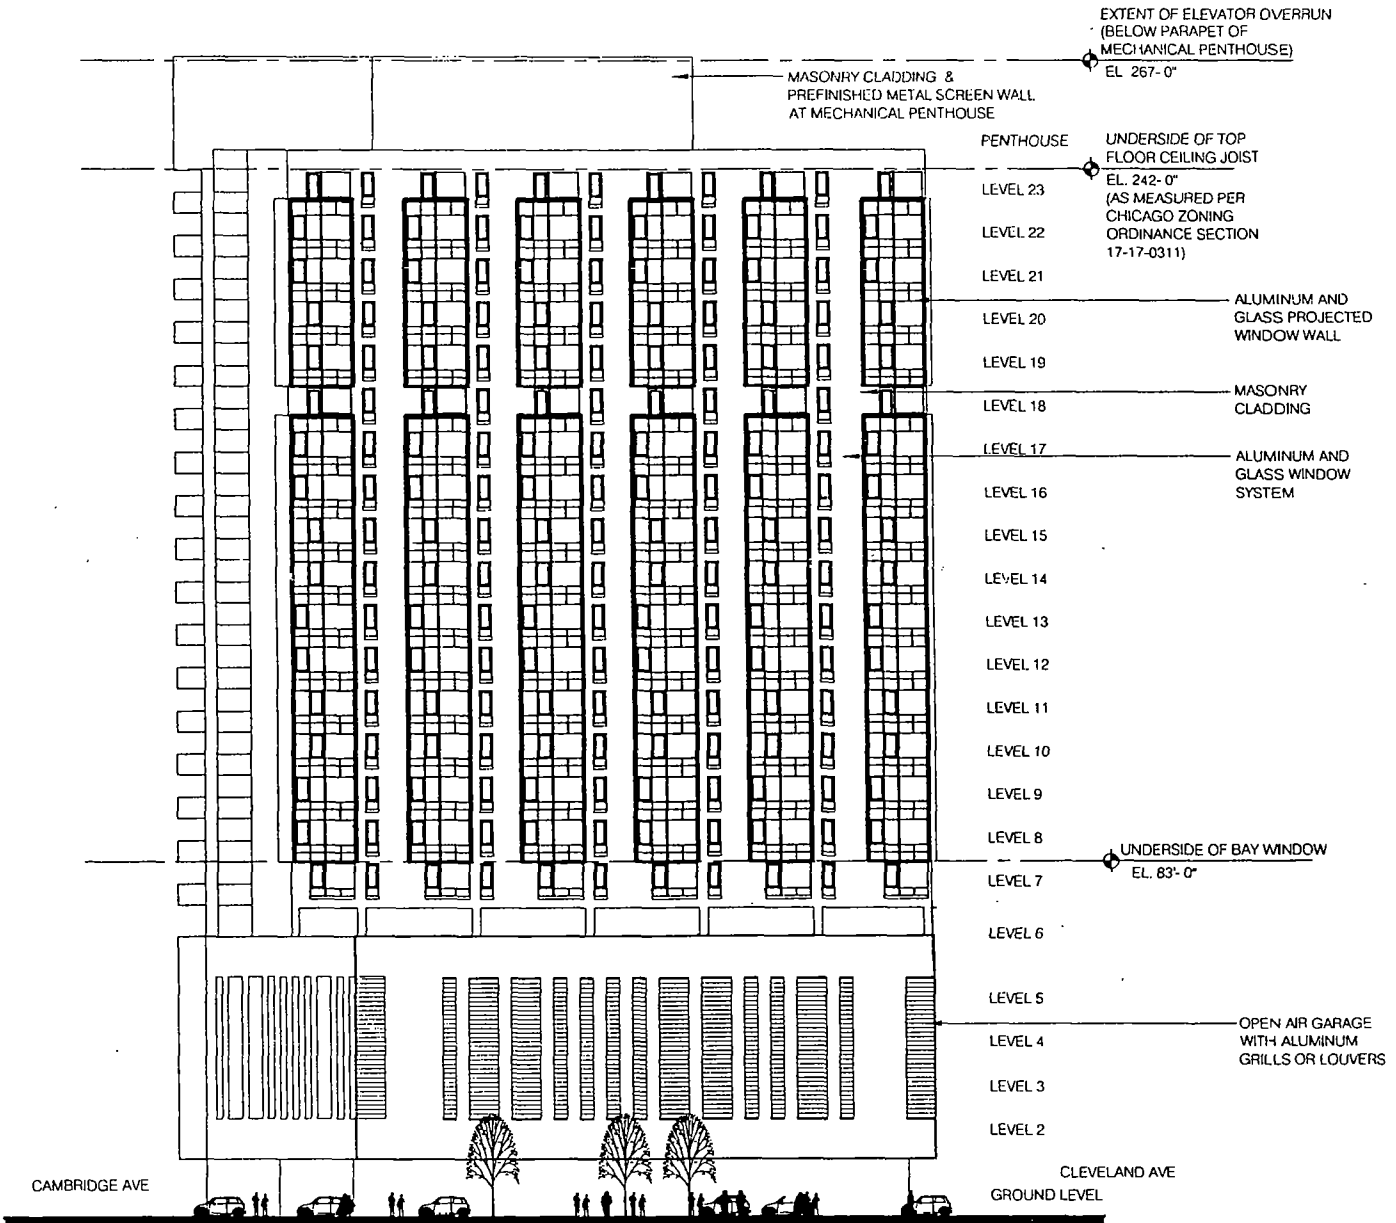 EXTENT OF ELEVATOR OVERRUN
(BELOW PARAPET OF
MECHANICAL PENTHOUSE)
EL 267-0"
MASONRY CLADDING &
PREFINISHED METAL SCREEN WALL
AT MECHANICAL PENTHOUSE
PENTHOUSE
UNDERSIDE OF TOP
FLOOR CEILING JOIST
EL. 242-0"
(AS MEASURED PER
CHICAGO ZONING
ORDINANCE SECTION
17-17-0311)
LEVEL 23
LEVEL 22
LEVEL 21
LEVEL 20
LEVEL 19
LEVEL 18
LEVEL 17
LEVEL 16
LEVEL 15
LEVEL 14
LEVEL 13
LEVEL 12
LEVEL 11
LEVEL 10
LEVEL 9
LEVEL 8
LEVEL 7
LEVEL 6
LEVEL 5
LEVEL 4
LEVEL 3
LEVEL 2
ALUMINUM AND
GLASS PROJECTED
WINDOW WALL
MASONRY
CLADDING
ALUMINUM AND
GLASS WINDOW
SYSTEM
UNDERSIDE OF BAY WINDOW
EL. 83'-0"
OPEN AIR GARAGE
WITH ALUMINUM
GRILLS OR LOUVERS
CAMBRIDGE AVE
CLEVELAND AVE
GROUND LEVEL